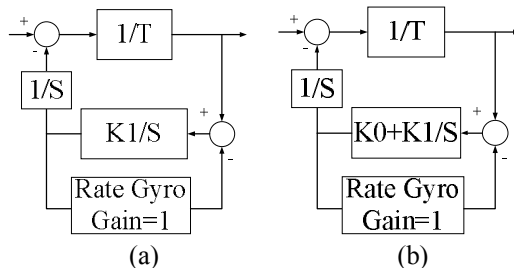 +
-
1/T
1/S
K1/S
+
-
Rate Gyro
Gain=1
(a)
+
-
1/T
1/S
K0+K1/S
+
-
Rate Gyro
Gain=1
(b)